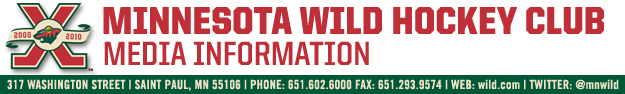 MINNESOTA WILD HOCKEY CLUB
MEDIA INFORMATION
2000 2010
317 WASHINGTON STREET | SAINT PAUL, MN 55106 | PHONE: 651.602.6000 FAX: 651.293.9574 | WEB: wild.com | TWITTER: @mnwild